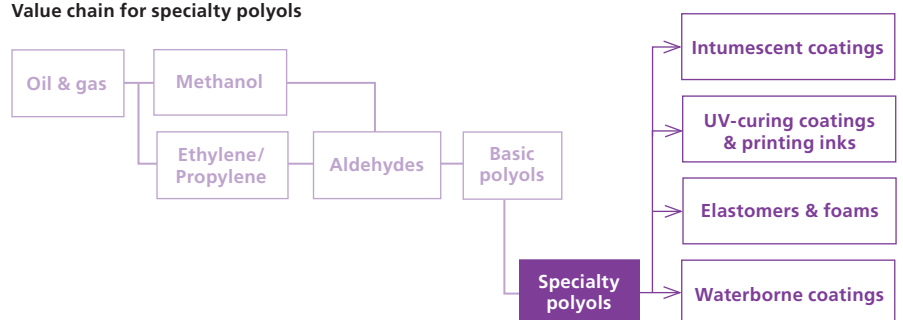 Value chain for specialty polyols
Oil & gas
Methanol
Ethylene/
Propylene
Aldehydes
Basic
polyols
Specialty
polyols
Intumescent coatings
UV-curing coatings
& printing inks
Elastomers & foams
Waterborne coatings